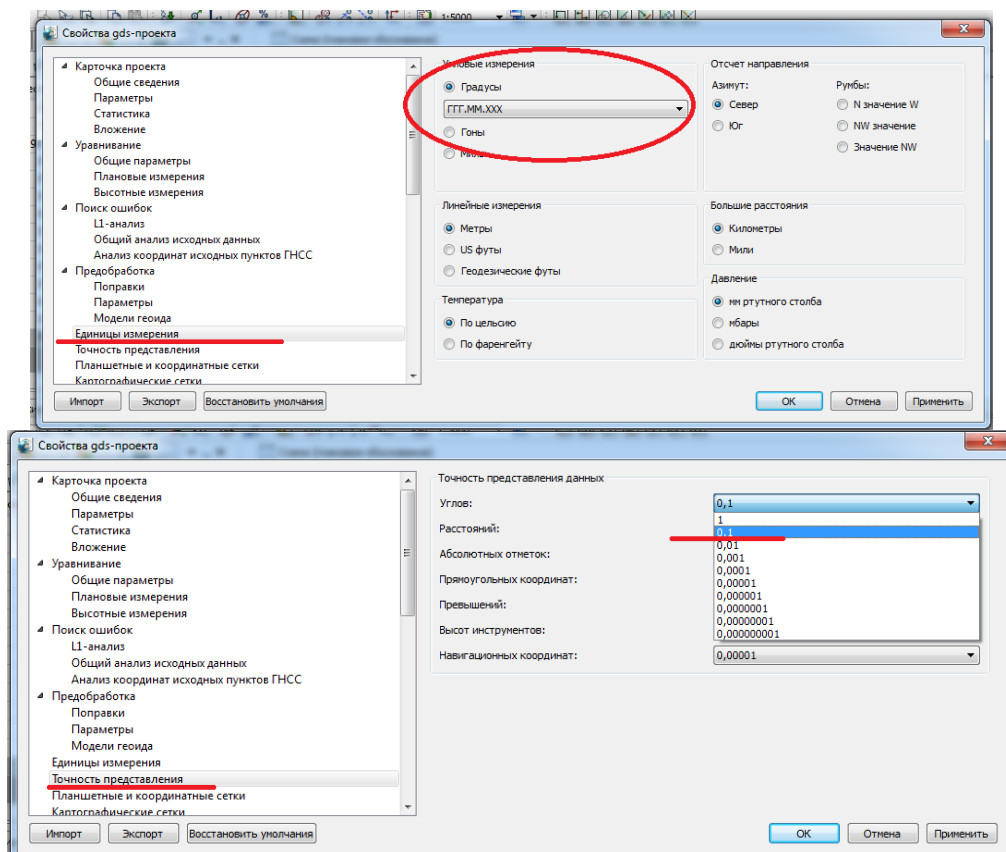 1:5000
Свойства gds-проекта
Карточка проекта
Общие сведения
Параметры
Статистика
Вложение
Уравнивание
Общие параметры
Плановые измерения
Высотные измерения
Поиск ошибок
L1-анализ
Общий анализ исходных данных
Анализ координат исходных пунктов ГНСС
Предобработка
Поправки
Параметры
Модели геоида
Единицы измерения
Точность представления
Планшетные и координатные сетки
Картографические сетки
Угловые измерения
Градусы
ГГГ.ММ.XXX
Гоны
Линейные измерения
Метры
US футы
Геодезические футы
Температура
По цельсию
По фаренгейту
Отсчет направления
Азимут:
Румбы:
Север
N значение W
Юг
NW значение
Значение NW
Большие расстояния
Километры
Мили
Давление
мм ртутного столба
мбары
дюймы ртутного столба
Импорт
Экспорт
Восстановить умолчания
OK
Отмена
Применить
Свойства gds-проекта
Карточка проекта
Общие сведения
Параметры
Статистика
Вложение
Уравнивание
Общие параметры
Плановые измерения
Высотные измерения
Поиск ошибок
L1-анализ
Общий анализ исходных данных
Анализ координат исходных пунктов ГНСС
Предобработка
Поправки
Параметры
Модели геоида
Единицы измерения
Точность представления
Планшетные и координатные сетки
Картографические сетки
Точность представления данных
Углов:
0,1
Расстояний:
Абсолютных отметок:
Прямоугольных координат:
Превышений:
Высот инструментов:
Навигационных координат:
1
0,1
0,01
0,001
0,0001
0,00001
0,000001
0,0000001
0,00000001
0,000000001
0,00001
Импорт
Экспорт
Восстановить умолчания
OK
Отмена
Применить